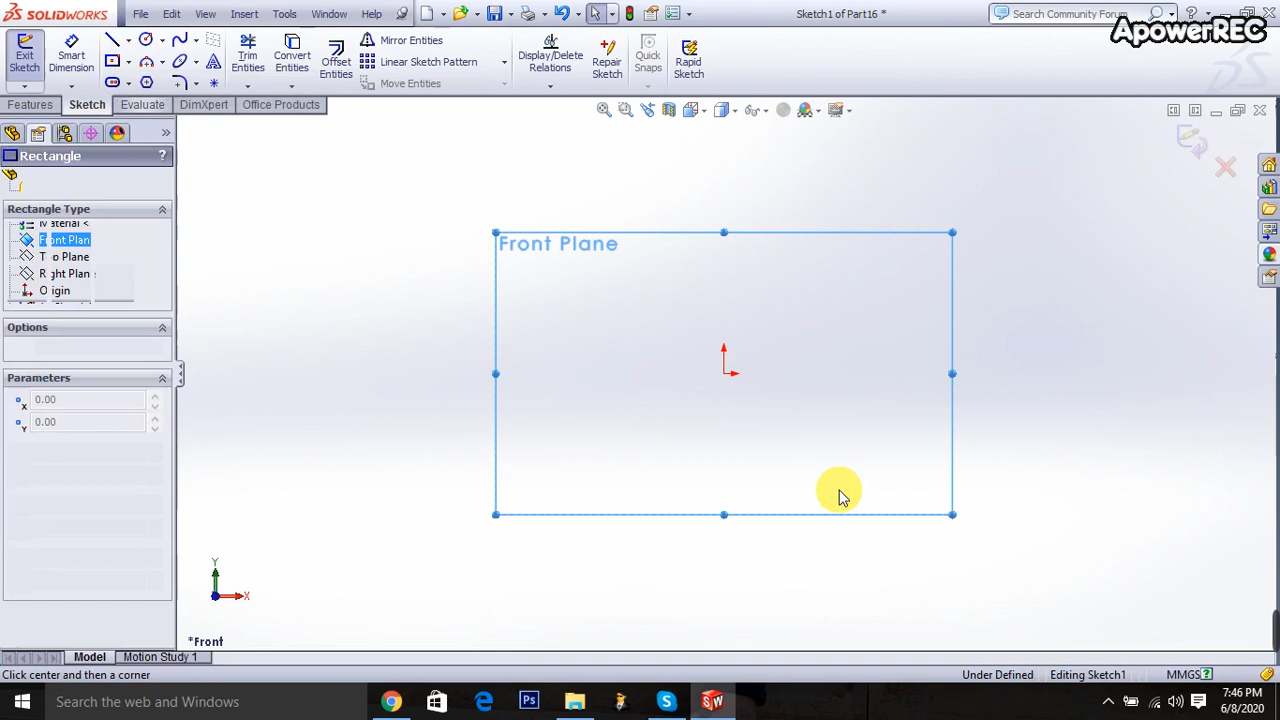 SOLIDWORKS File Edit View Insert Tools Window Help Sketch1 of Part16 * Search Community Forum
ApowerREC
Exit Sketch
Smart Dimension
Trim Entities
Convert Entities
Offset Entities
Mirror Entities
Linear Sketch Pattern
Move Entities
Display/Delete Relations
Repair Sketch
Quick Snaps
Rapid Sketch
Features Sketch Evaluate DimXpert Office Products
Rectangle ?
Rectangle Type
Front Plan
Plane
Origin
Options
Parameters
x 0.00
Y 0.00
Front Plane
Y
X
*Front
Model Motion Study 1
Click center and then a corner Under Defined Editing Sketch1 MMGS
Search the web and Windows
7:46 PM
6/8/2020